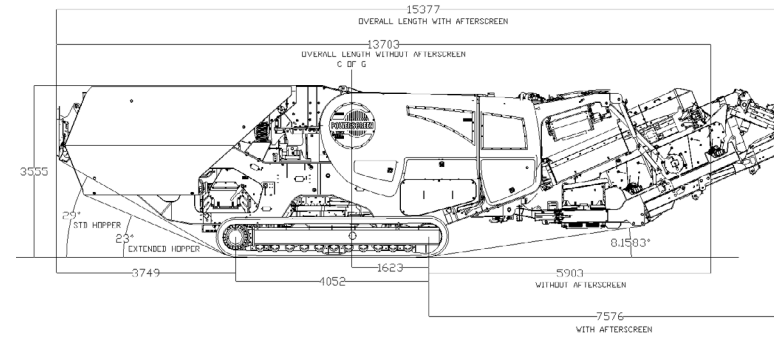 15377
OVERALL LENGTH WITH AFTERSCREEN
13703
OVERALL LENGTH WITHOUT AFTERSCREEN
C OF G
POWERSCREEN
3555
29°
STD HOPPER
23°
EXTENDED HOPPER
8.1583°
3749
1623
5903
4052
WITHOUT AFTERSCREEN
7576
WITH AFTERSCREEN